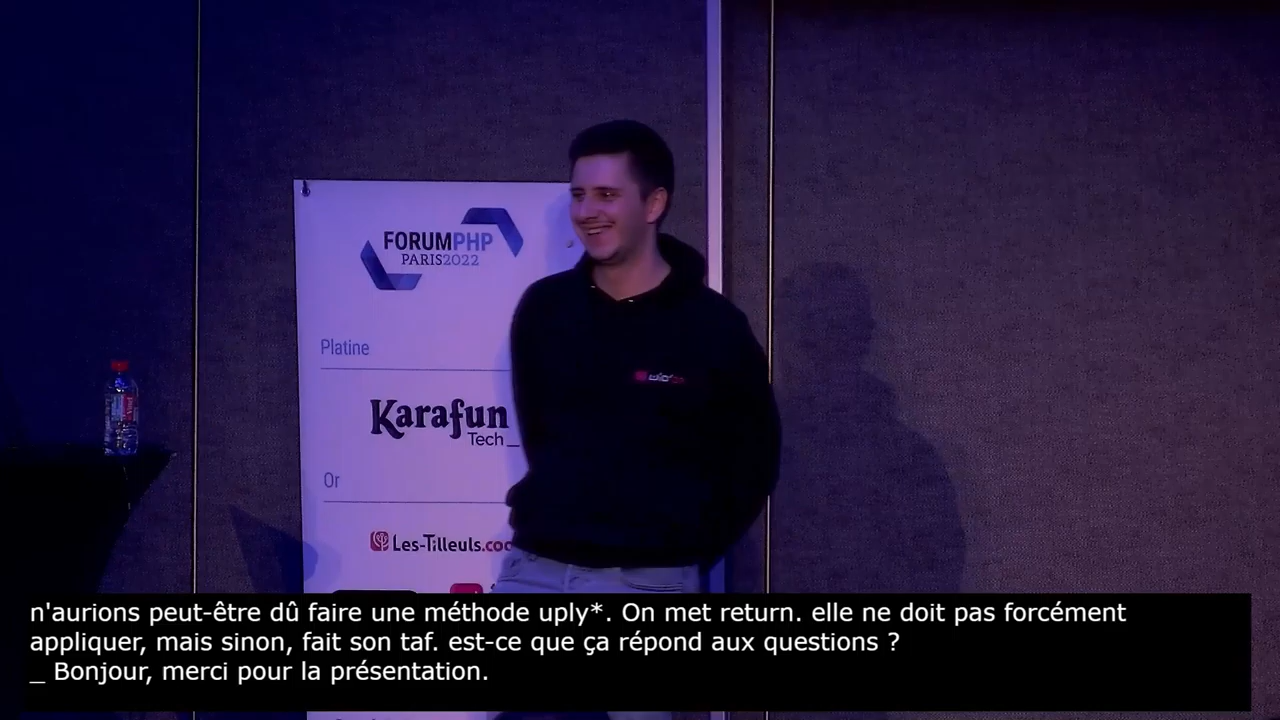 FORUMPHP
PARIS2022
Platine
Karafun
Tech_
Or
Les-Tilleuls.coo
n'aurions peut-être dû faire une méthode uply*. On met return. elle ne doit pas forcément
appliquer, mais sinon, fait son taf. est-ce que ça répond aux questions ?
_ Bonjour, merci pour la présentation.